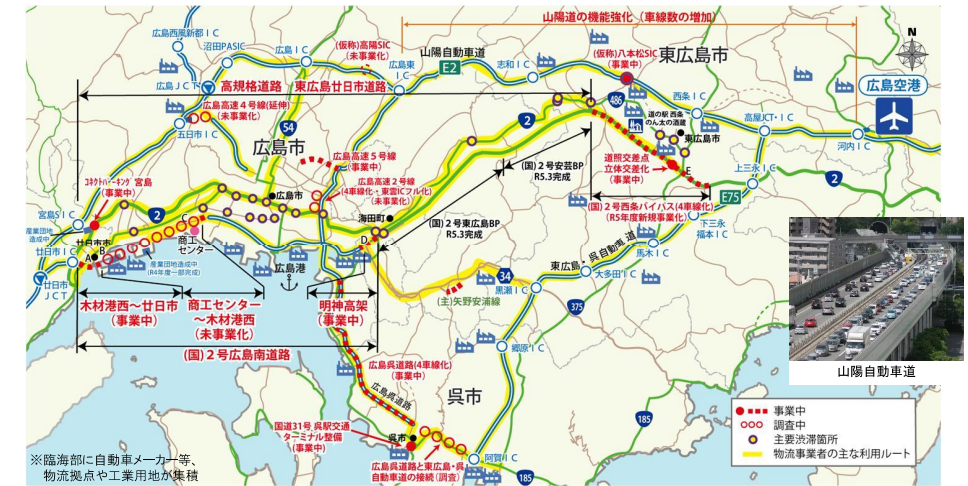 山陽道の機能強化（車線数の増加）
広島西風新都ＩＣ
沼田PASIC
広島ＩＣ
(仮称)高陽SIC
(未事業化)
山陽自動車道
E2
広島東
ＩＣ
志和ＩＣ
(仮称)八本松SIC
(事業中)
東広島市
N
広島空港
広島ＪＣＴ
高規格道路　東広島廿日市道路
広島高速４号線(延伸)
(未事業化)
五日市ＩＣ
54
広島市
486
西条ＩＣ
道の駅 西条
のん太の酒蔵
東広島市
高屋JCT・ＩＣ
河内ＩＣ
2
広島高速５号線
(事業中)
広島高速２号線
(4車線化・東雲ICフル化)
(未事業化)
道照交差点
立体交差化
(事業中)
E
上三永ＩＣ
2
ｺﾈｸﾄﾊﾟｰｷﾝｸﾞ 宮島
(事業中)
(国)２号安芸BP
R5.3完成
E75
宮島ＳＩＣ
2
広島市
海田町
(国)２号東広島BP
R5.3完成
(国)２号西条バイパス(4車線化)
(R5年度新規事業化)
産業団地
造成中
廿日市市
A
B
C
商工
センター
D
下三永
福本ＩＣ
廿日市ＩＣ
産業団地造成中
(R4年度一部完成)
広島港
馬木ＩＣ
東広島・呉自動車道
大多田ＩＣ
廿日市
ＪＣＴ
34
黒瀬ＩＣ
木材港西～廿日市
(事業中)
商工センター
～木材港西
(未事業化)
明神高架
(事業中)
(主)矢野安浦線
375
(国)２号広島南道路
郷原ＩＣ
広島呉道路(4車線化)
(事業中)
広島呉道路
呉市
山陽自動車道
185
185
国道31号 呉駅交通
ターミナル整備
(事業中)
呉市
阿賀ＩＣ
広島呉道路と東広島・呉
自動車道の接続(調査)
※臨海部に自動車メーカー等、
物流拠点や工業用地が集積
事業中
調査中
主要渋滞箇所
物流事業者の主な利用ルート